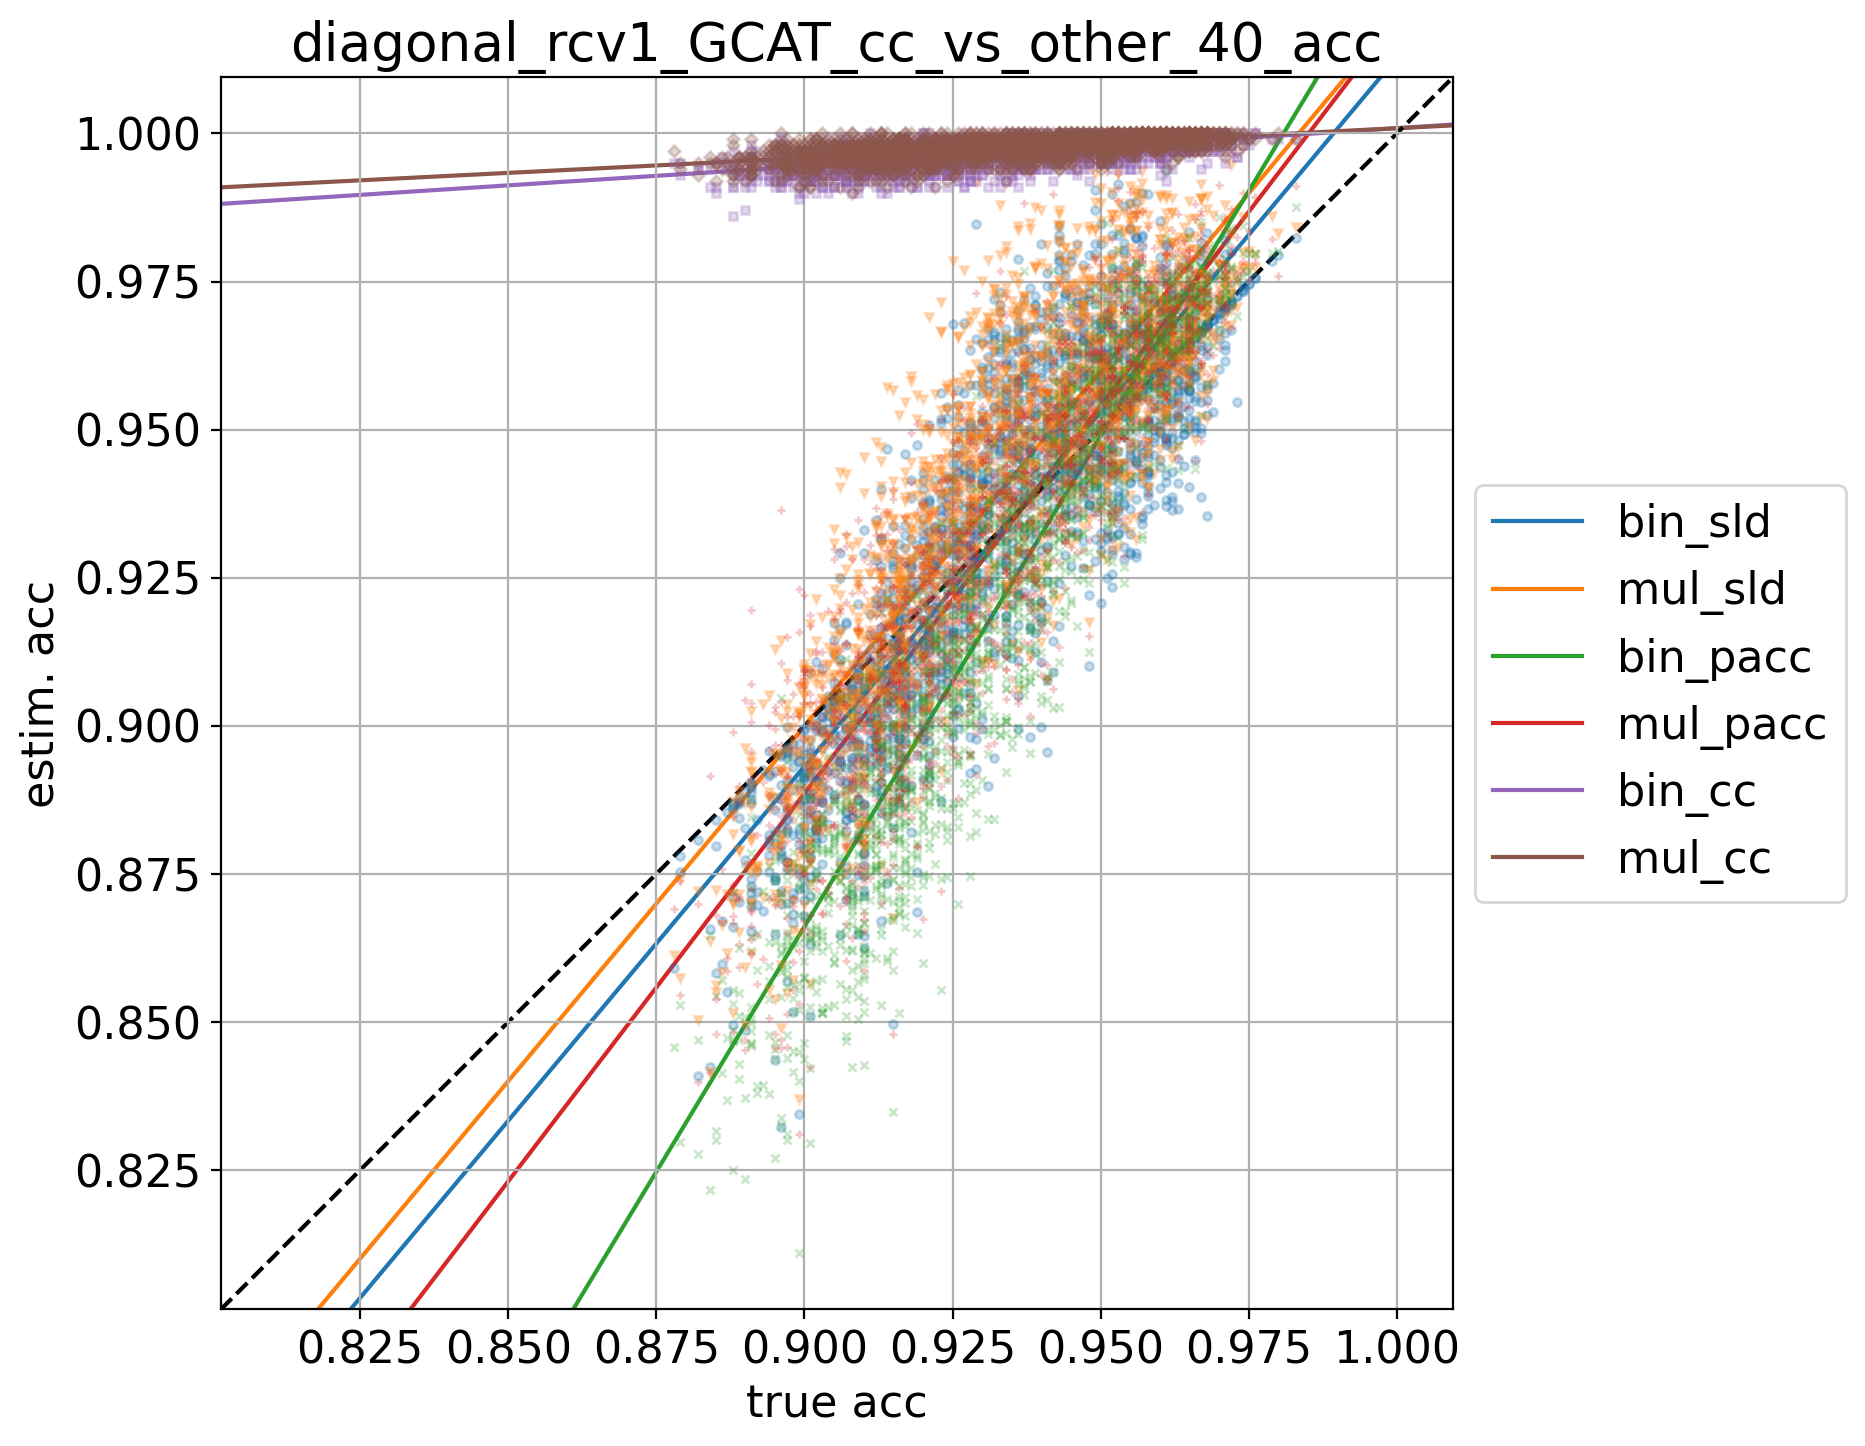 diagonal_rcv1_GCAT_cc_vs_other_40_acc
1.000
0.975
0.950
0.925
0.900
0.875
0.850
0.825
estim. acc
0.825 0.850 0.875 0.900 0.925 0.950 0.975 1.000
true acc
bin_sld
mul_sld
bin_pacc
mul_pacc
bin_cc
mul_cc